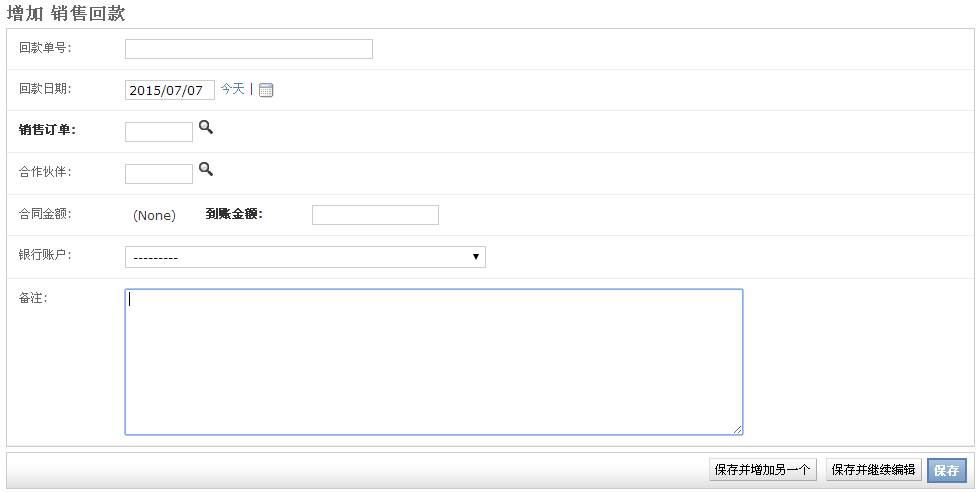 增加 销售回款
回款单号:
回款日期: 2015/07/07 今天 |
销售订单:
合作伙伴:
合同金额: (None) 到账金额:
银行账户: ---------
备注:
保存并增加另一个 保存并继续编辑 保存